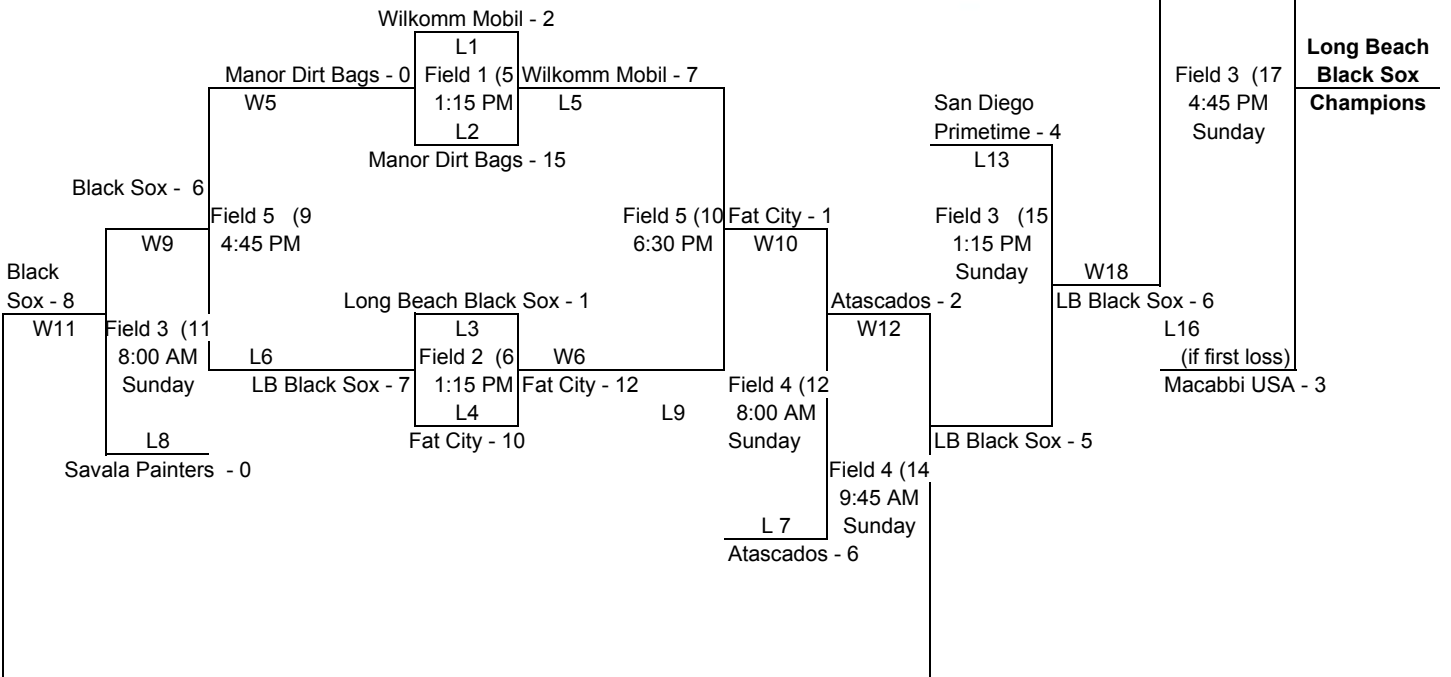 Wilkomm Mobil - 2
L1
Long Beach
Manor Dirt Bags - 0 Field 1 (5 Wilkomm Mobil - 7 Field 3 (17 Black Sox
W5 1:15 PM L5 San Diego 4:45 PM Champions
L2 Primetime - 4 Sunday
Manor Dirt Bags - 15 L13
Black Sox - 6
Field 5 (9 Field 5 (10 Fat City - 1 Field 3 (15
W9 4:45 PM 6:30 PM W10 1:15 PM
Black Sunday W18
Sox - 8 Long Beach Black Sox - 1 Atascados - 2 LB Black Sox - 6
W11 Field 3 (11 L3 W12 L16
8:00 AM L6 Field 2 (6 W6 (if first loss)
Sunday LB Black Sox - 7 1:15 PM Fat City - 12 Field 4 (12 Macabbi USA - 3
L4 L9 8:00 AM
L8 Fat City - 10 Sunday LB Black Sox - 5
Savala Painters - 0 Field 4 (14
9:45 AM
L 7 Sunday
Atascados - 6